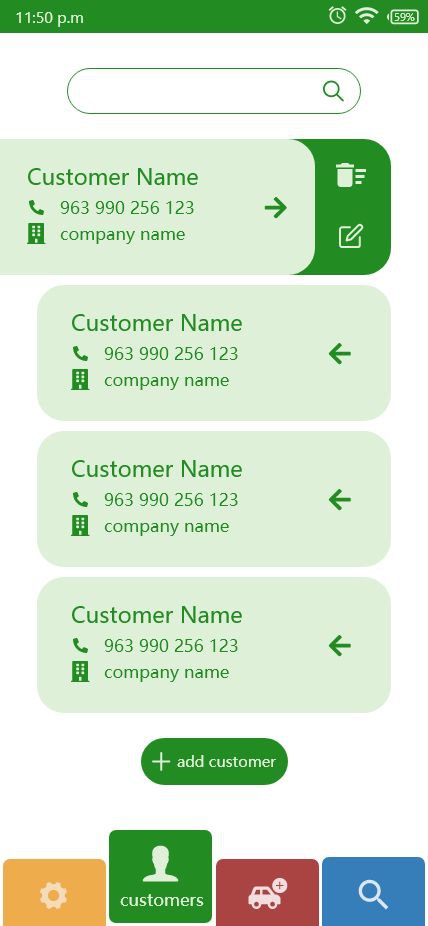 11:50 p.m
59%
Customer Name
963 990 256 123
company name
Customer Name
963 990 256 123
company name
Customer Name
963 990 256 123
company name
Customer Name
963 990 256 123
company name
add customer
customers